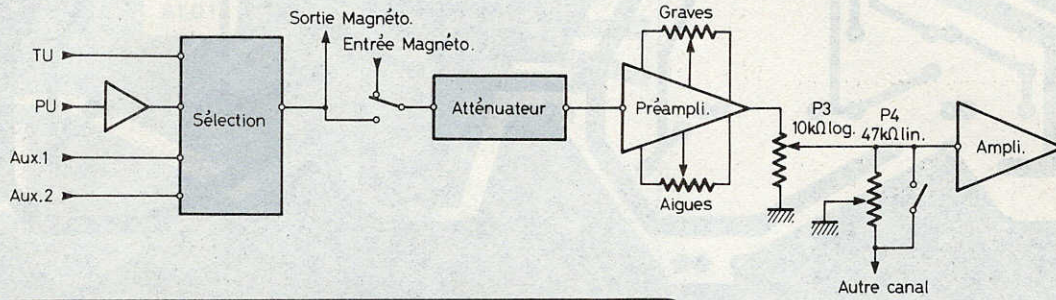 TU
PU
Aux.1
Aux.2
Sélection
Sortie Magnéto.
Entrée Magnéto.
Atténuateur
Graves
Préampli.
Aigues
P3
10kΩ log.
P4
47kΩ lin.
Ampli.
Autre canal